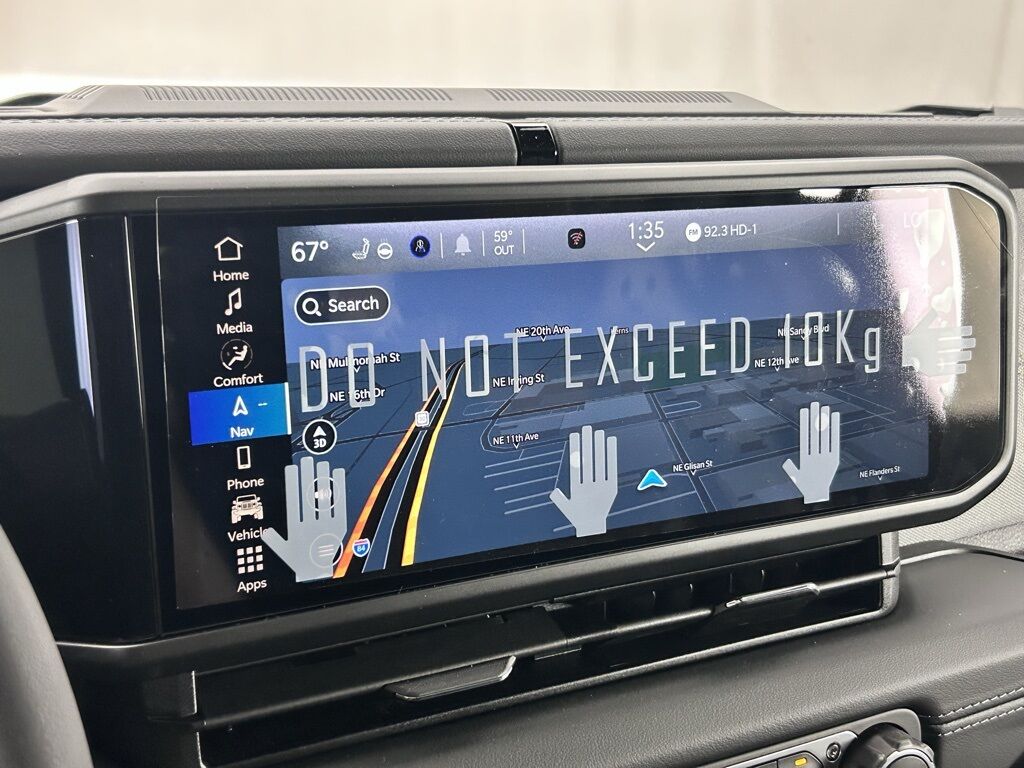 67°
59°
OUT
1:35
FM 92.3 HD-1
LO
Home
Search
Media
NE 20th Ave
NE Sandy Blvd
DO NOT EXCEED 10Kg
NE Multnomah St
NE 12th Ave
Comfort
NE Irving St
NE 16th Dr
Nav
3D
NE 11th Ave
NE Glisan St
NE Flanders St
Phone
Vehicle
84
Apps